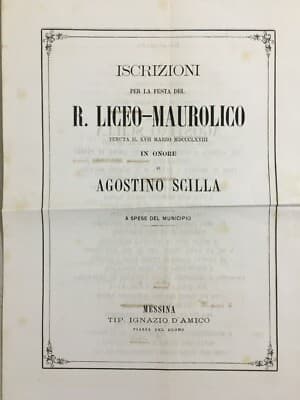 ISCRIZIONI
PER LA FESTA DEL
R. LICEO-MAUROLICO
TENUTA IL XVII MARZO MDCCCLXXIII
IN ONORE
DI
AGOSTINO SCILLA
A SPESE DEL MUNICIPIO
MESSINA
TIP. IGNAZIO D'AMICO
PIAZZA DEL DUOMO